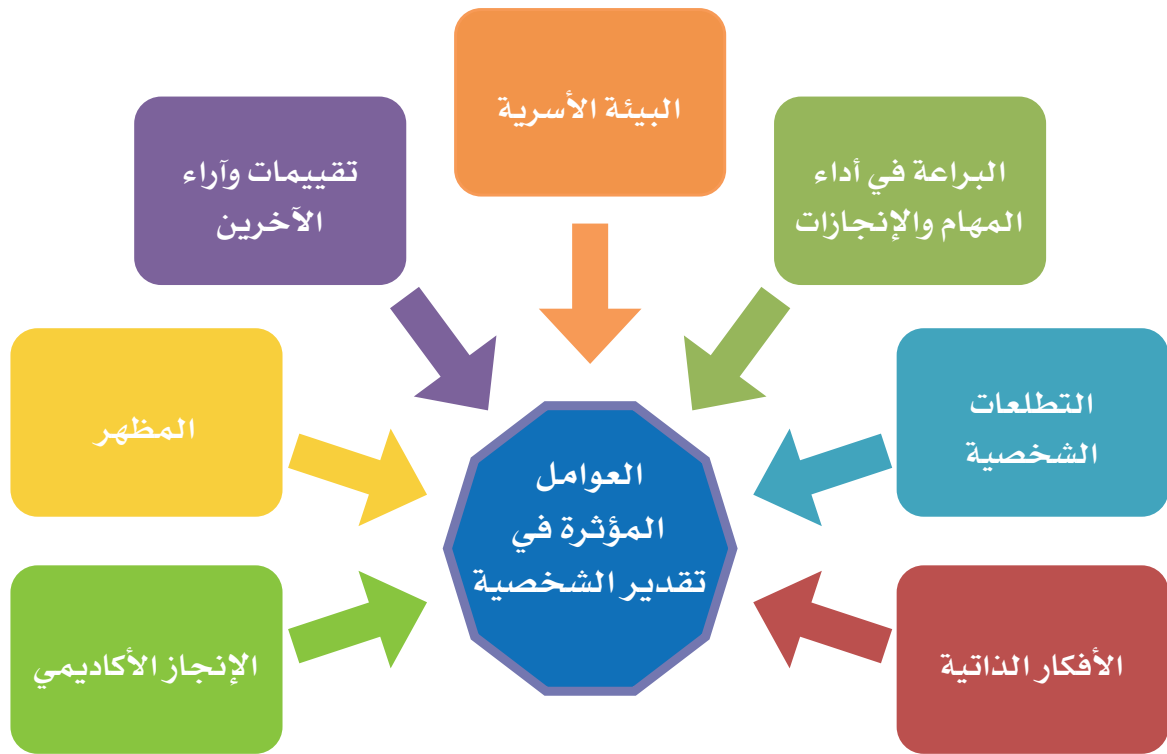 البيئة الأسرية
البراعة في أداء
المهام والإنجازات
تقييمات وآراء
الآخرين
التطلعات
الشخصية
المظهر
العوامل
المؤثرة في
تقدير الشخصية
الأفكار الذاتية
الإنجاز الأكاديمي